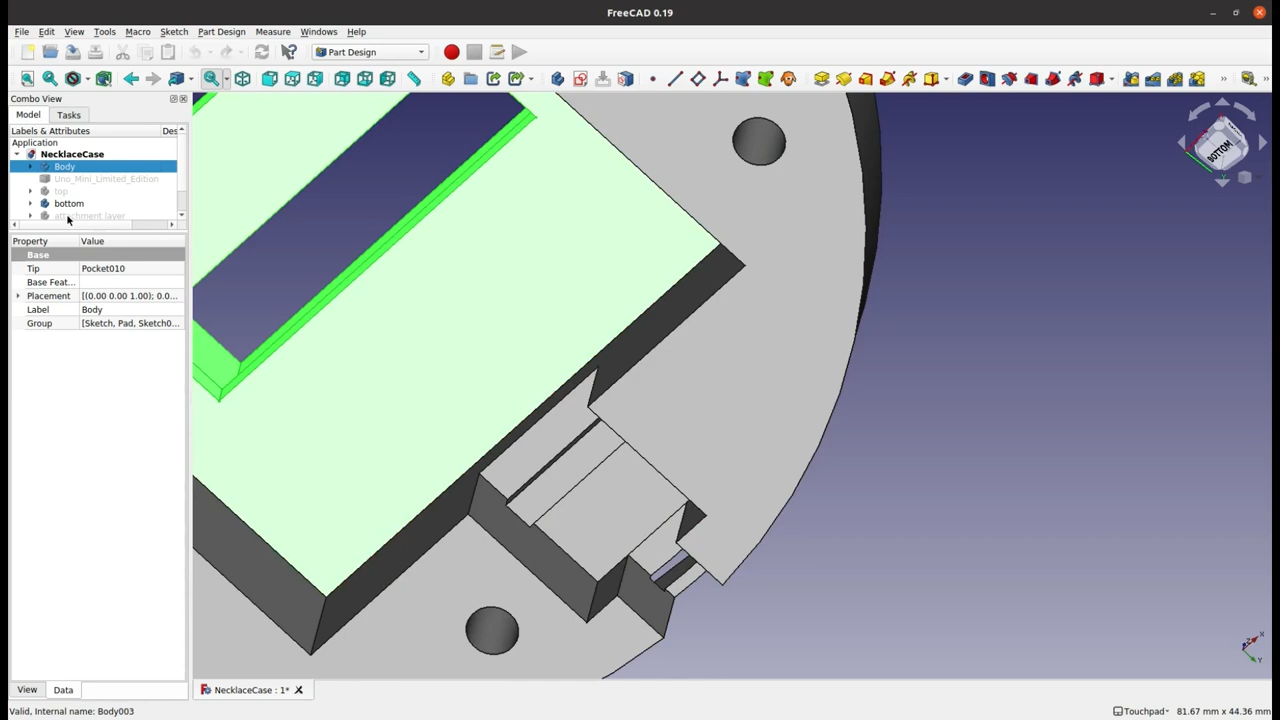 FreeCAD 0.19
File Edit View Tools Macro Sketch Part Design Measure Windows Help
Part Design
Combo View
Model Tasks
Labels & Attributes Des
Application
NecklaceCase
Body
Uno_Mini_Limited_Edition
top
bottom
attachment layer
Property Value
Base
Tip Pocket010
Base Feat...
Placement [(0.00 0.00 1.00); 0.0...
Label Body
Group [Sketch, Pad, Sketch0...
BOTTOM
X
Z
Y
View Data
NecklaceCase : 1*
Valid, Internal name: Body003
Touchpad 81.67 mm x 44.36 mm